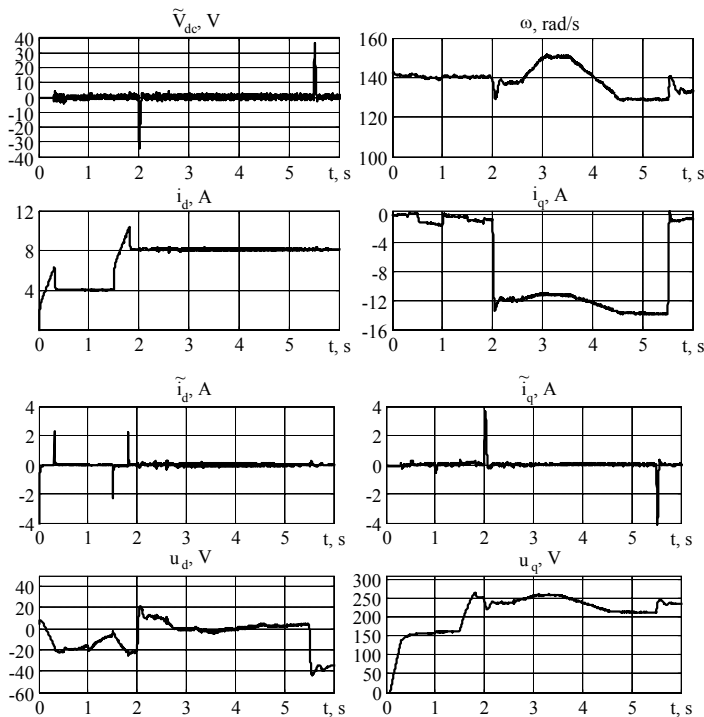 Ṽdc, V
40
30
20
10
0
-10
-20
-30
-40
0 1 2 3 4 5 t, s
ω, rad/s
160
140
120
100
0 1 2 3 4 5 t, s
id, A
12
8
4
0 1 2 3 4 5 t, s
iq, A
0
-4
-8
-12
-16
0 1 2 3 4 5 t, s
ĩd, A
4
2
0
-2
-4
0 1 2 3 4 5 t, s
ĩq, A
4
2
0
-2
-4
0 1 2 3 4 5 t, s
ud, V
40
20
0
-20
-40
-60
0 1 2 3 4 5 t, s
uq, V
300
250
200
150
100
50
0
0 1 2 3 4 5 t, s